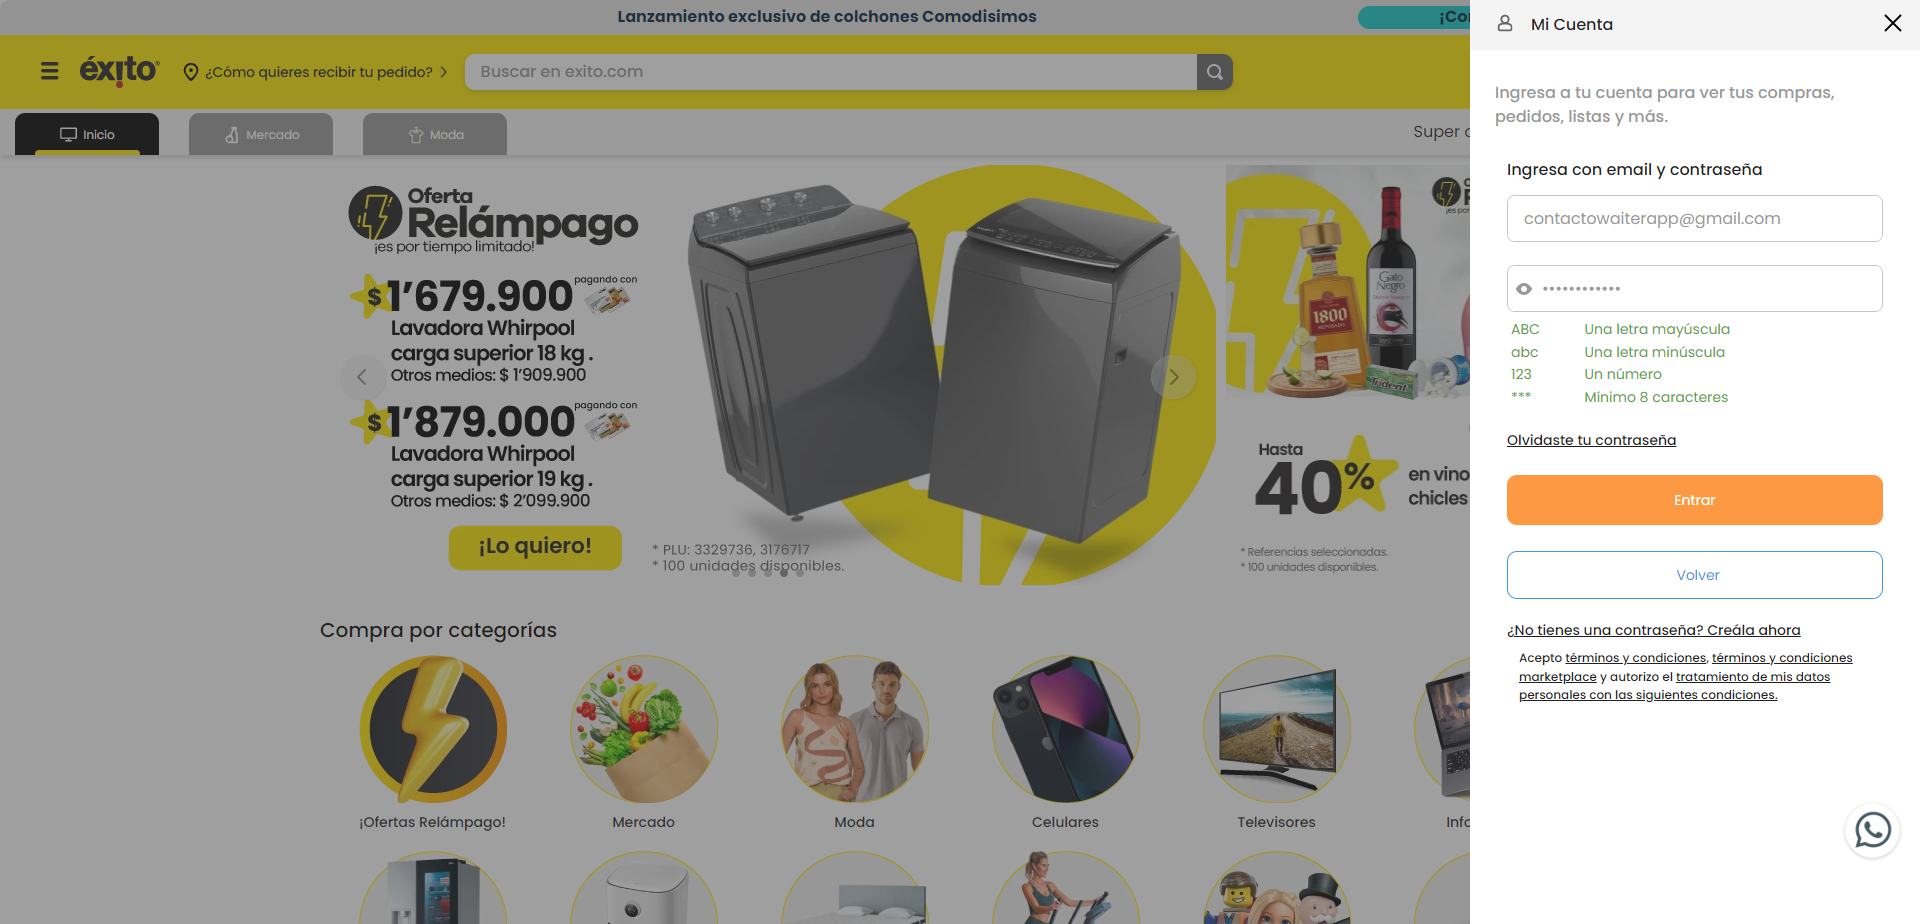 Lanzamiento exclusivo de colchones Comodisimos
éxito
¿Cómo quieres recibir tu pedido?
Buscar en exito.com
Inicio
Mercado
Moda
Super
Oferta
Relámpago
¡es por tiempo limitado!
$ 1'679.900
pagando con
Lavadora Whirpool
carga superior 18 kg .
Otros medios: $ 1'909.900
$ 1'879.000
pagando con
Lavadora Whirpool
carga superior 19 kg .
Otros medios: $ 2'099.900
¡Lo quiero!
* PLU: 3329736, 3176717
* 100 unidades disponibles.
1800
Gato
Negro
Trident
Hasta
40%
en vino
chicles
* Referencias seleccionadas.
* 100 unidades disponibles.
Compra por categorías
¡Ofertas Relámpago!
Mercado
Moda
Celulares
Televisores
Mi Cuenta
Ingresa a tu cuenta para ver tus compras,
pedidos, listas y más.
Ingresa con email y contraseña
contactowaiterapp@gmail.com
••••••••••••
ABC Una letra mayúscula
abc Una letra minúscula
123 Un número
*** Mínimo 8 caracteres
Olvidaste tu contraseña
Entrar
Volver
¿No tienes una contraseña? Creála ahora
Acepto términos y condiciones, términos y condiciones
marketplace y autorizo el tratamiento de mis datos
personales con las siguientes condiciones.